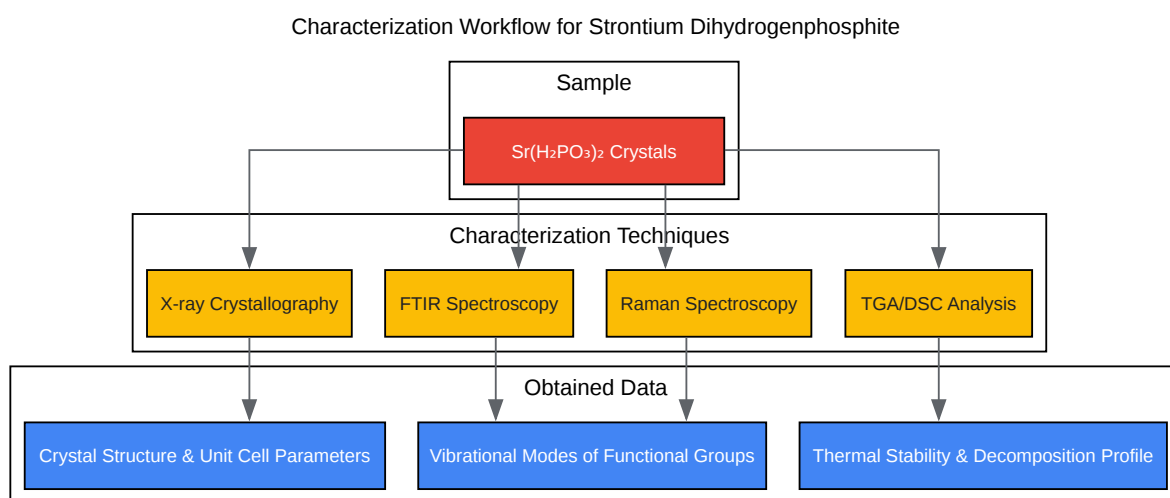 Characterization Workflow for Strontium Dihydrogenphosphite
Sample
Sr(H₂PO₃)₂ Crystals
Characterization Techniques
X-ray Crystallography
FTIR Spectroscopy
Raman Spectroscopy
TGA/DSC Analysis
Obtained Data
Crystal Structure & Unit Cell Parameters
Vibrational Modes of Functional Groups
Thermal Stability & Decomposition Profile